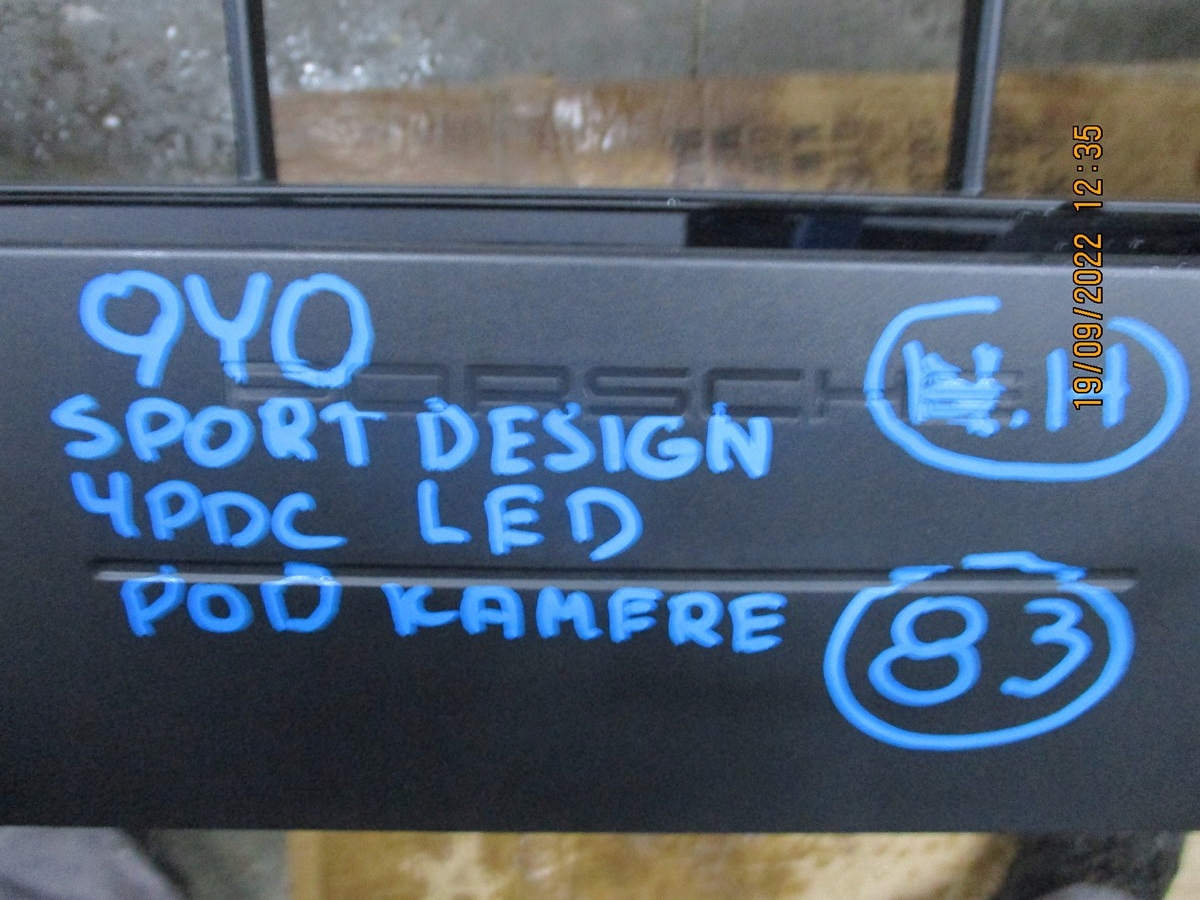 9Y0
PORSCHE
SPORT DESIGN
4PDC LED
POD KAMERE
83
19/09/2022 12:35